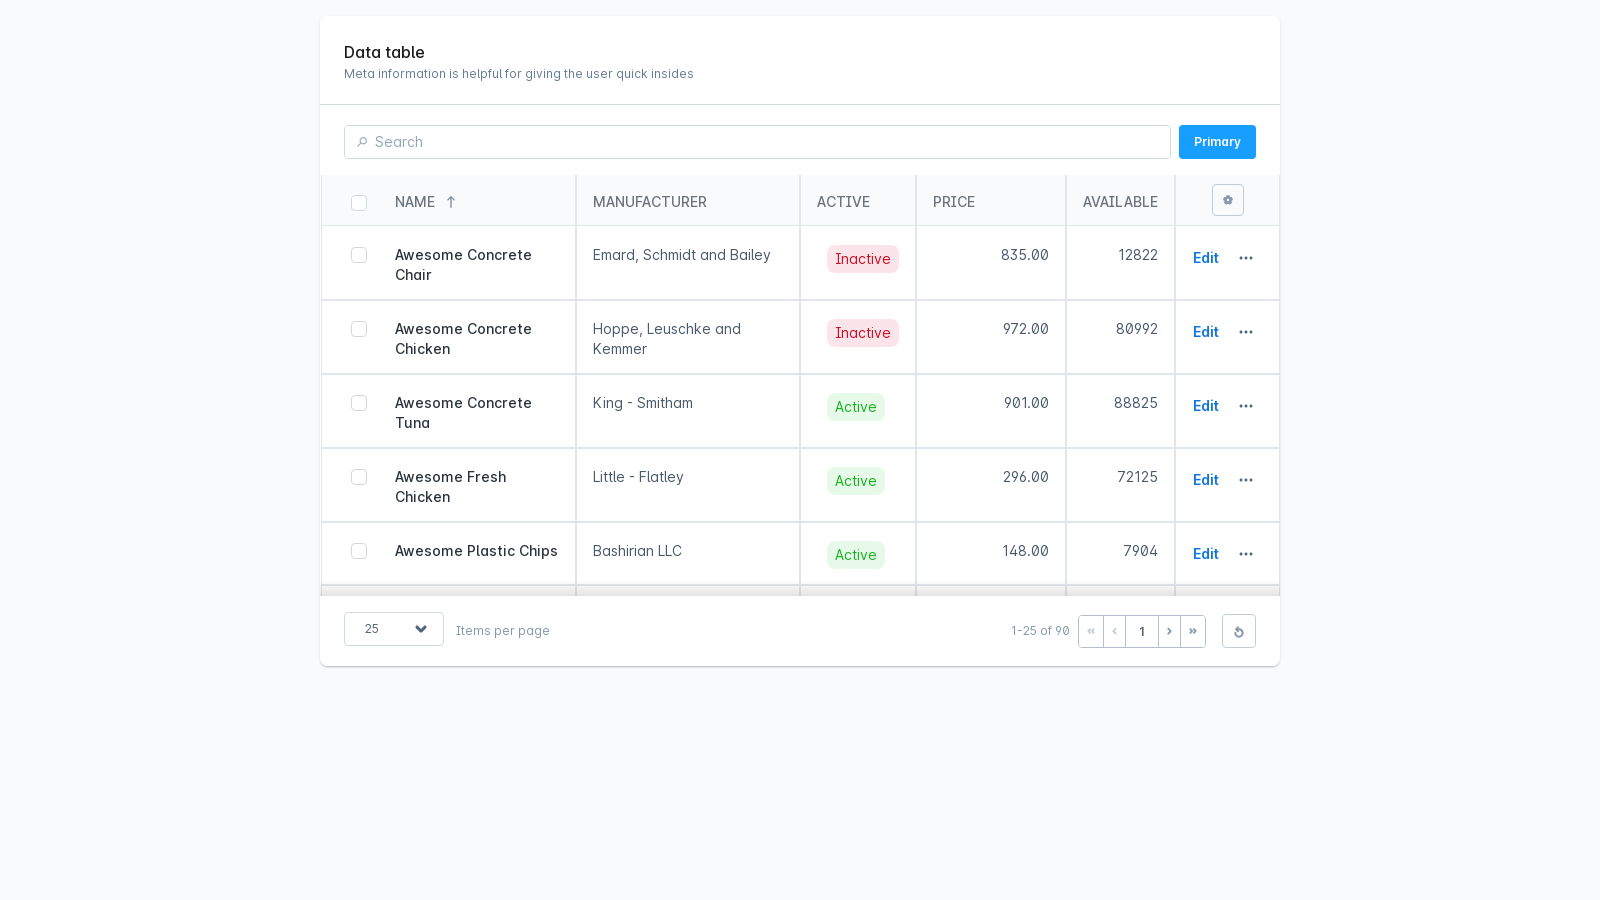 Data table
Meta information is helpful for giving the user quick insides
Search
Primary
NAME MANUFACTURER ACTIVE PRICE AVAILABLE
Awesome Concrete Emard, Schmidt and Bailey Inactive 835.00 12822 Edit
Chair
Awesome Concrete Hoppe, Leuschke and Inactive 972.00 80992 Edit
Chicken Kemmer
Awesome Concrete King - Smitham Active 901.00 88825 Edit
Tuna
Awesome Fresh Little - Flatley Active 296.00 72125 Edit
Chicken
Awesome Plastic Chips Bashirian LLC Active 148.00 7904 Edit
25 Items per page 1-25 of 90 « ‹ 1 › »